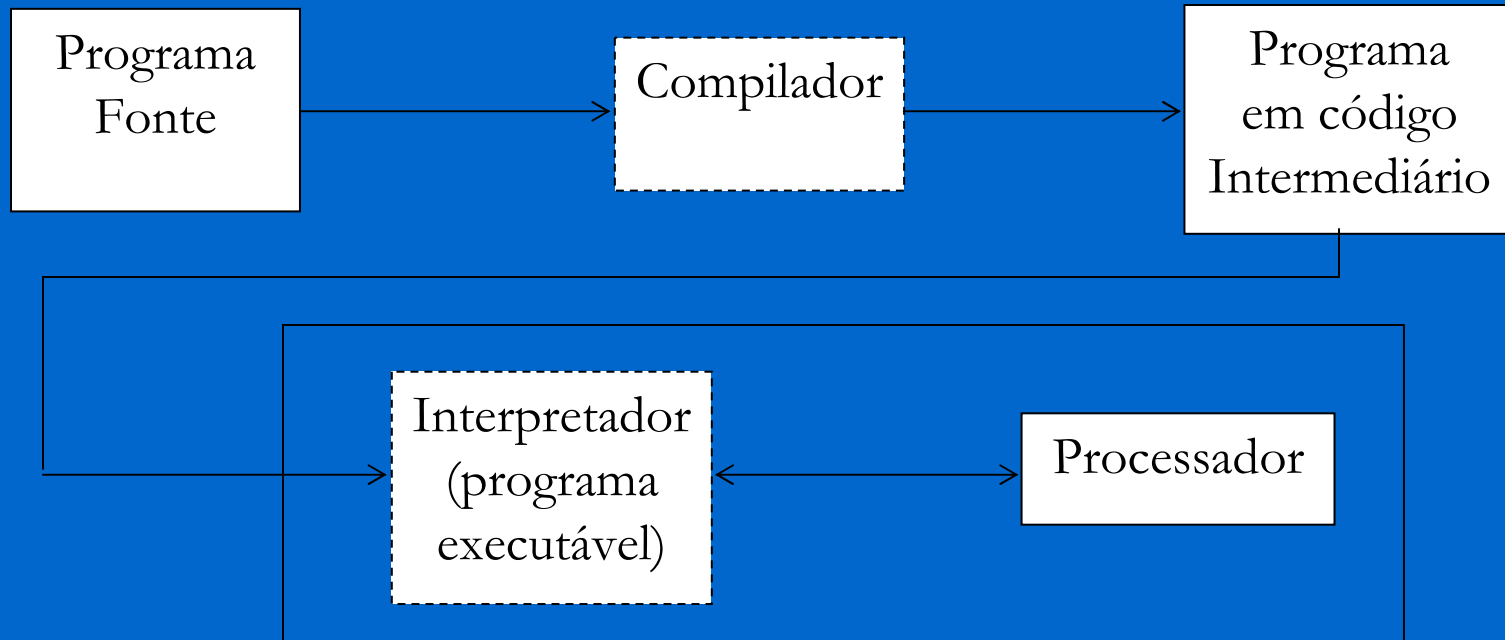 Programa
Fonte
Compilador
Programa
em código
Intermediário
Interpretador
(programa
executável)
Processador